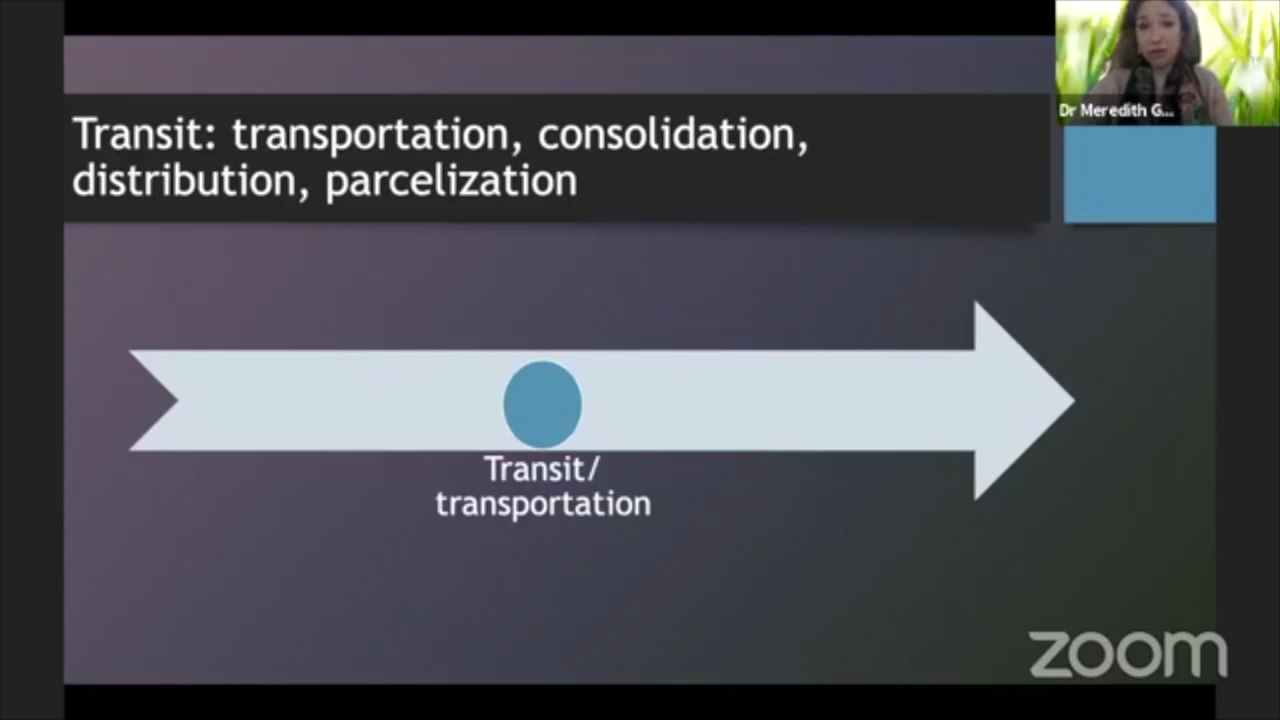 Dr Meredith G...
Transit: transportation, consolidation,
distribution, parcelization
Transit/
transportation
zoom